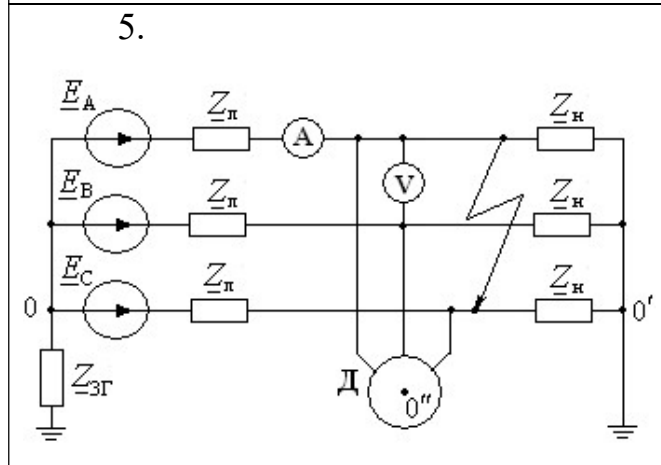 5.
E_A Z_л A Z_н
E_B Z_л V Z_н
E_C Z_л Z_н
0 0'
Z_ЗГ Д 0"